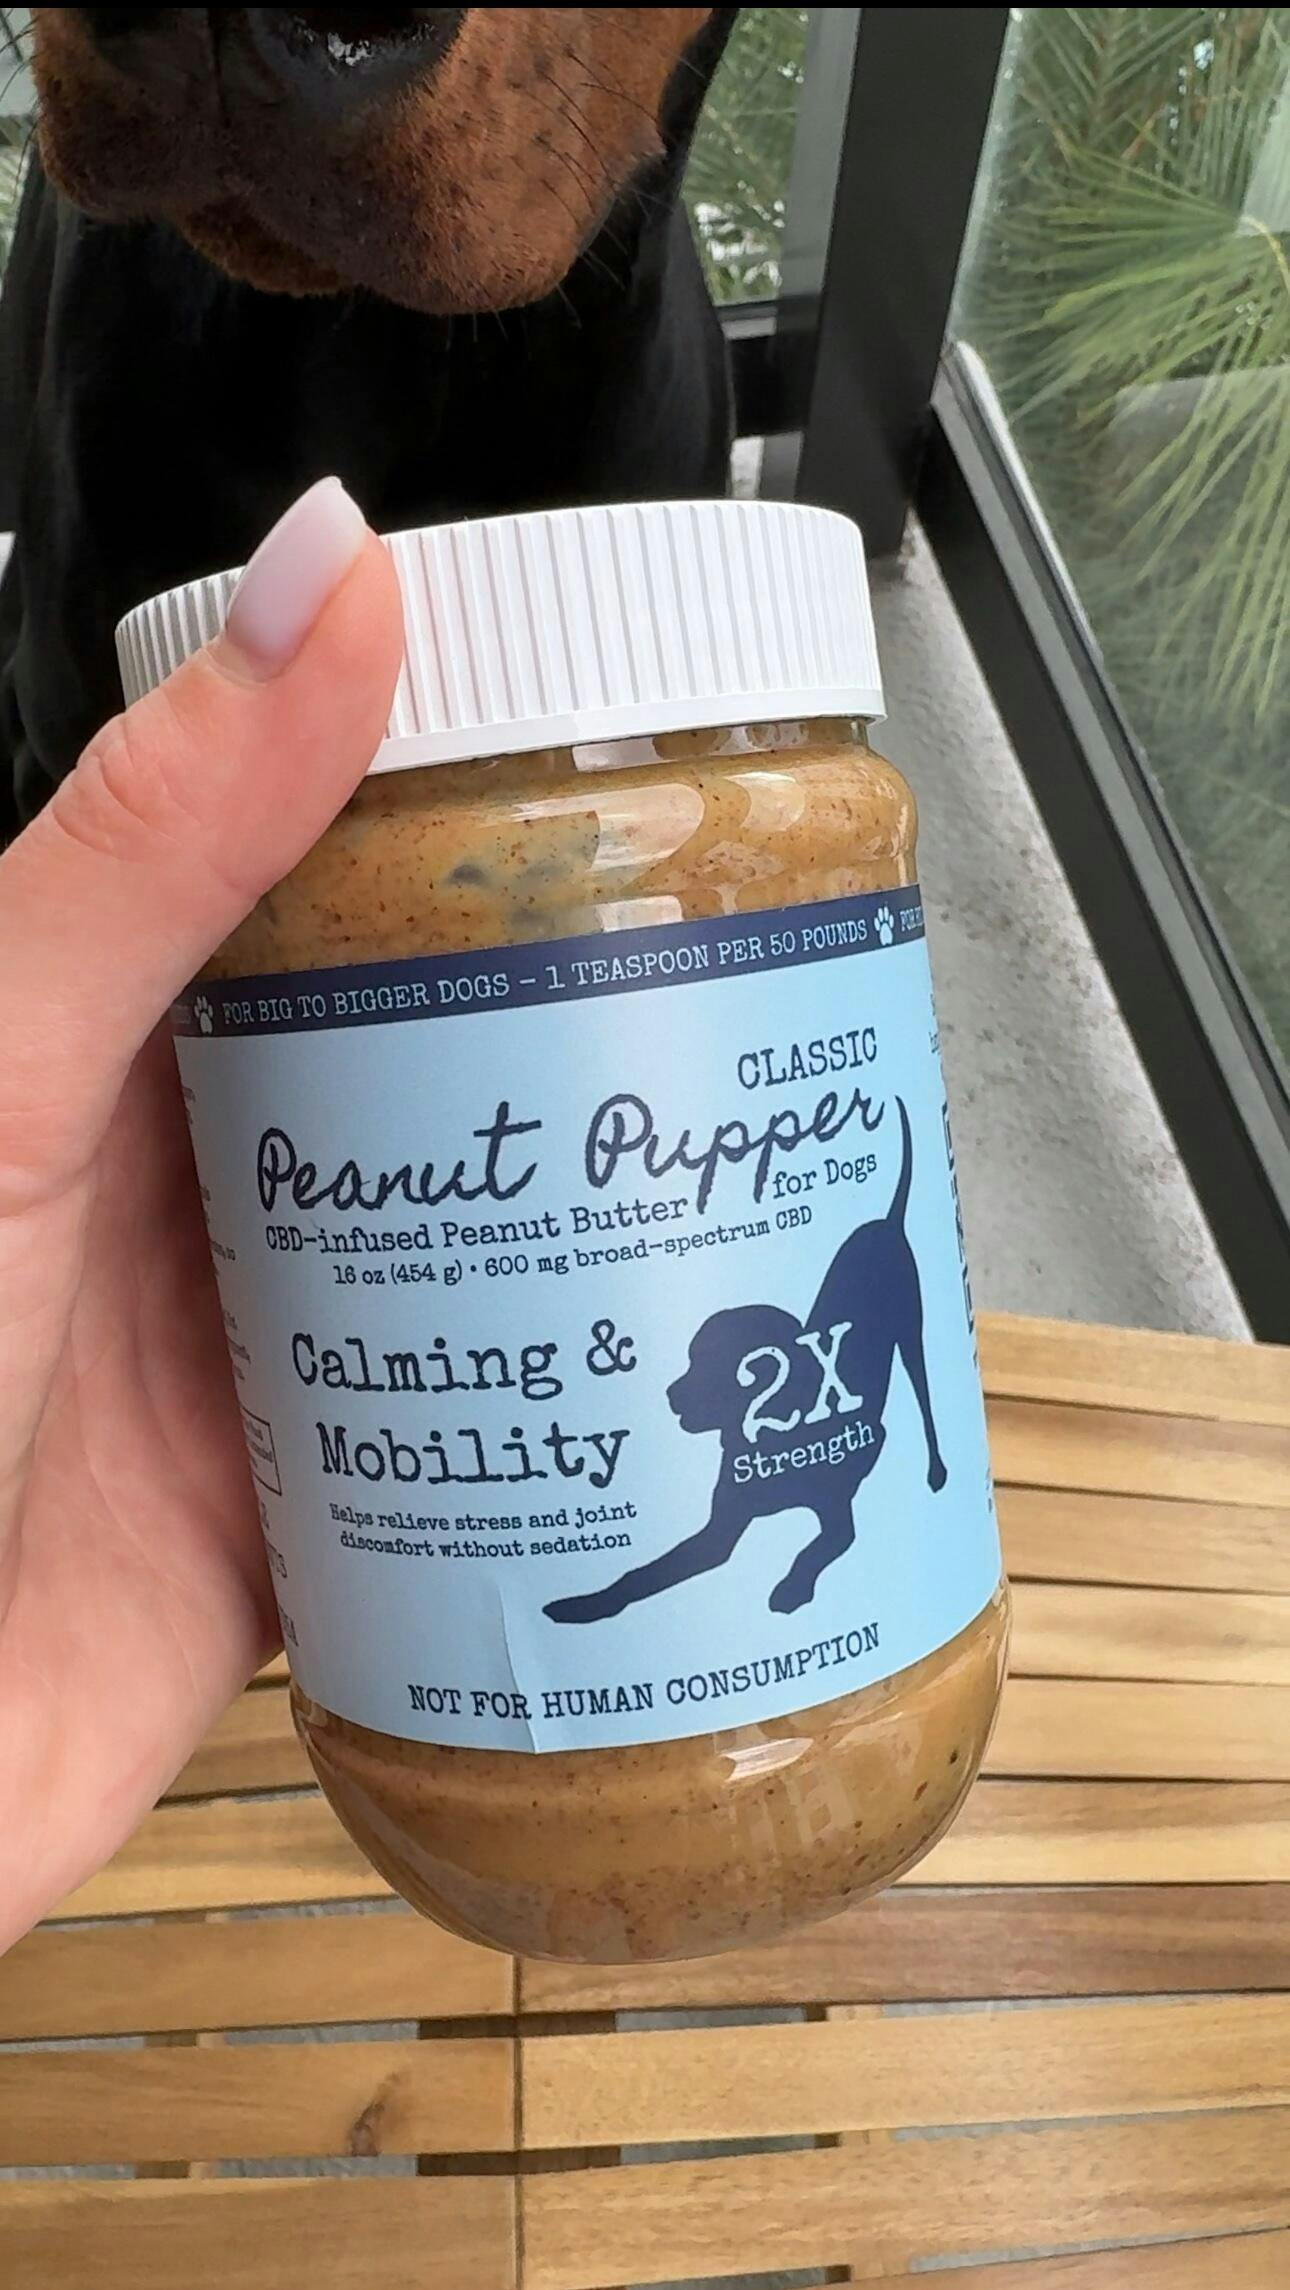 FOR BIG TO BIGGER DOGS - 1 TEASPOON PER 50 POUNDS
CLASSIC
Peanut Pupper
for Dogs
CBD-infused Peanut Butter
16 oz (454 g) • 600 mg broad-spectrum CBD
Calming &
Mobility
2X
Strength
Helps relieve stress and joint
discomfort without sedation
NOT FOR HUMAN CONSUMPTION